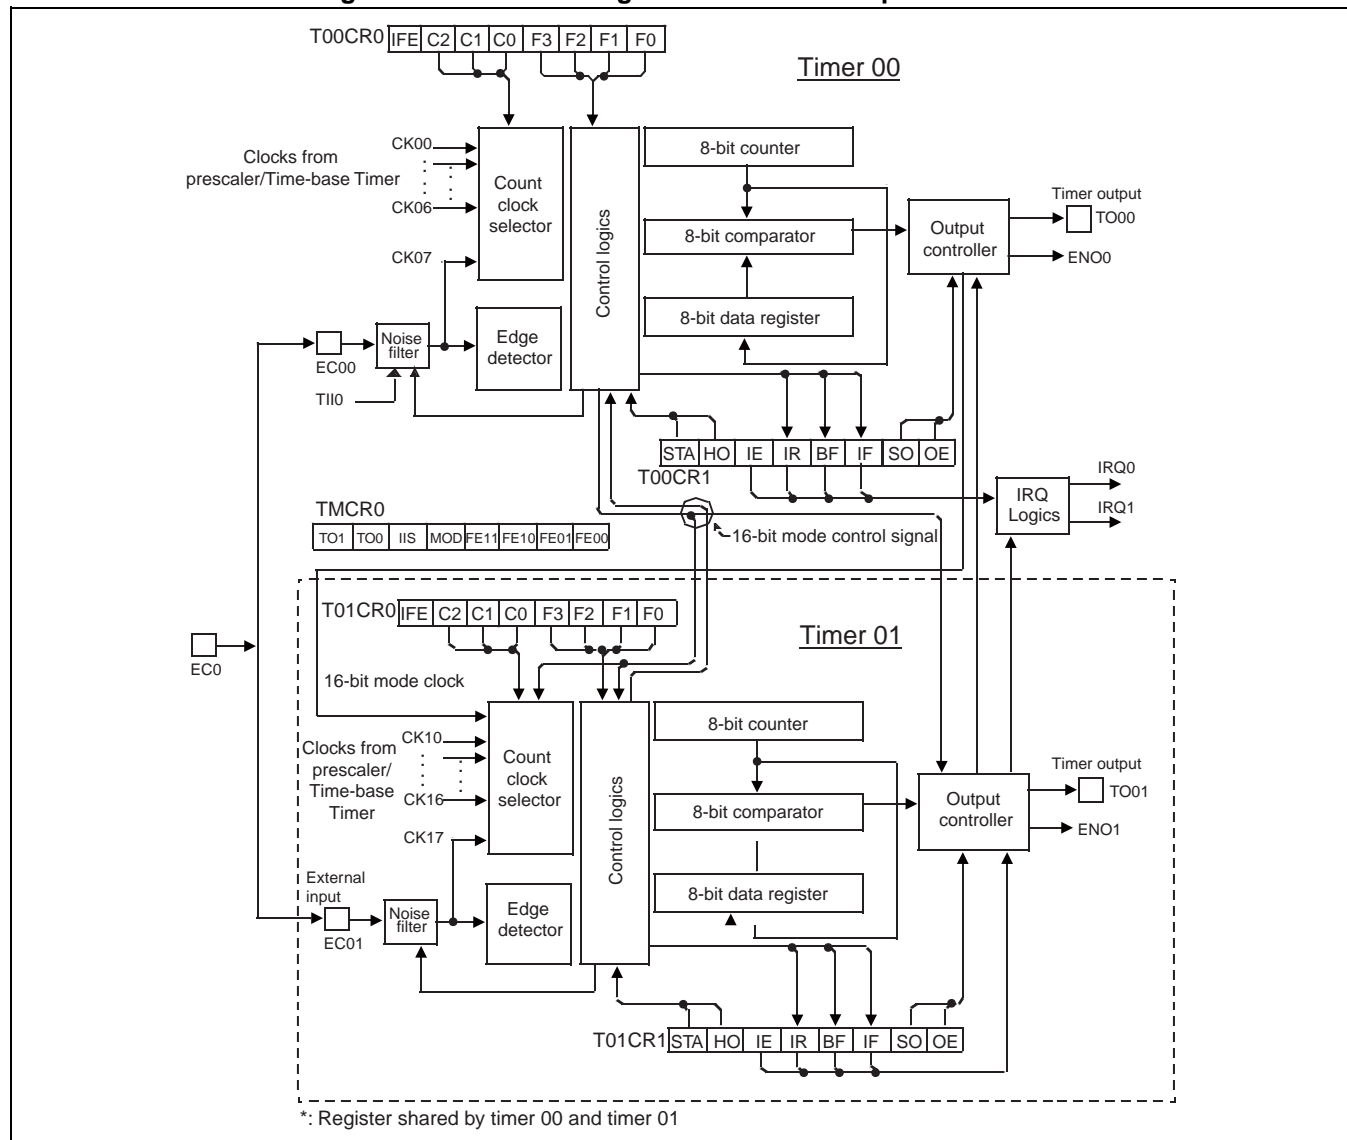 T00CR0 IFE C2 C1 C0 F3 F2 F1 F0
Timer 00
CK00
Clocks from
prescaler/Time-base Timer
CK06
CK07
Count
clock
selector
Control logics
8-bit counter
8-bit comparator
8-bit data register
Output
controller
Timer output
TO00
ENO0
EC00
Noise
filter
Edge
detector
TII0
STA HO IE IR BF IF SO OE
T00CR1
IRQ
Logics
IRQ0
IRQ1
16-bit mode control signal
TMCR0
TO1 TO0 IIS MOD FE11 FE10 FE01 FE00
T01CR0 IFE C2 C1 C0 F3 F2 F1 F0
Timer 01
EC0
16-bit mode clock
CK10
Clocks from
prescaler/
Time-base
Timer
CK16
CK17
Count
clock
selector
Control logics
8-bit counter
8-bit comparator
8-bit data register
Output
controller
Timer output
TO01
ENO1
External
input
EC01
Noise
filter
Edge
detector
T01CR1 STA HO IE IR BF IF SO OE
*: Register shared by timer 00 and timer 01